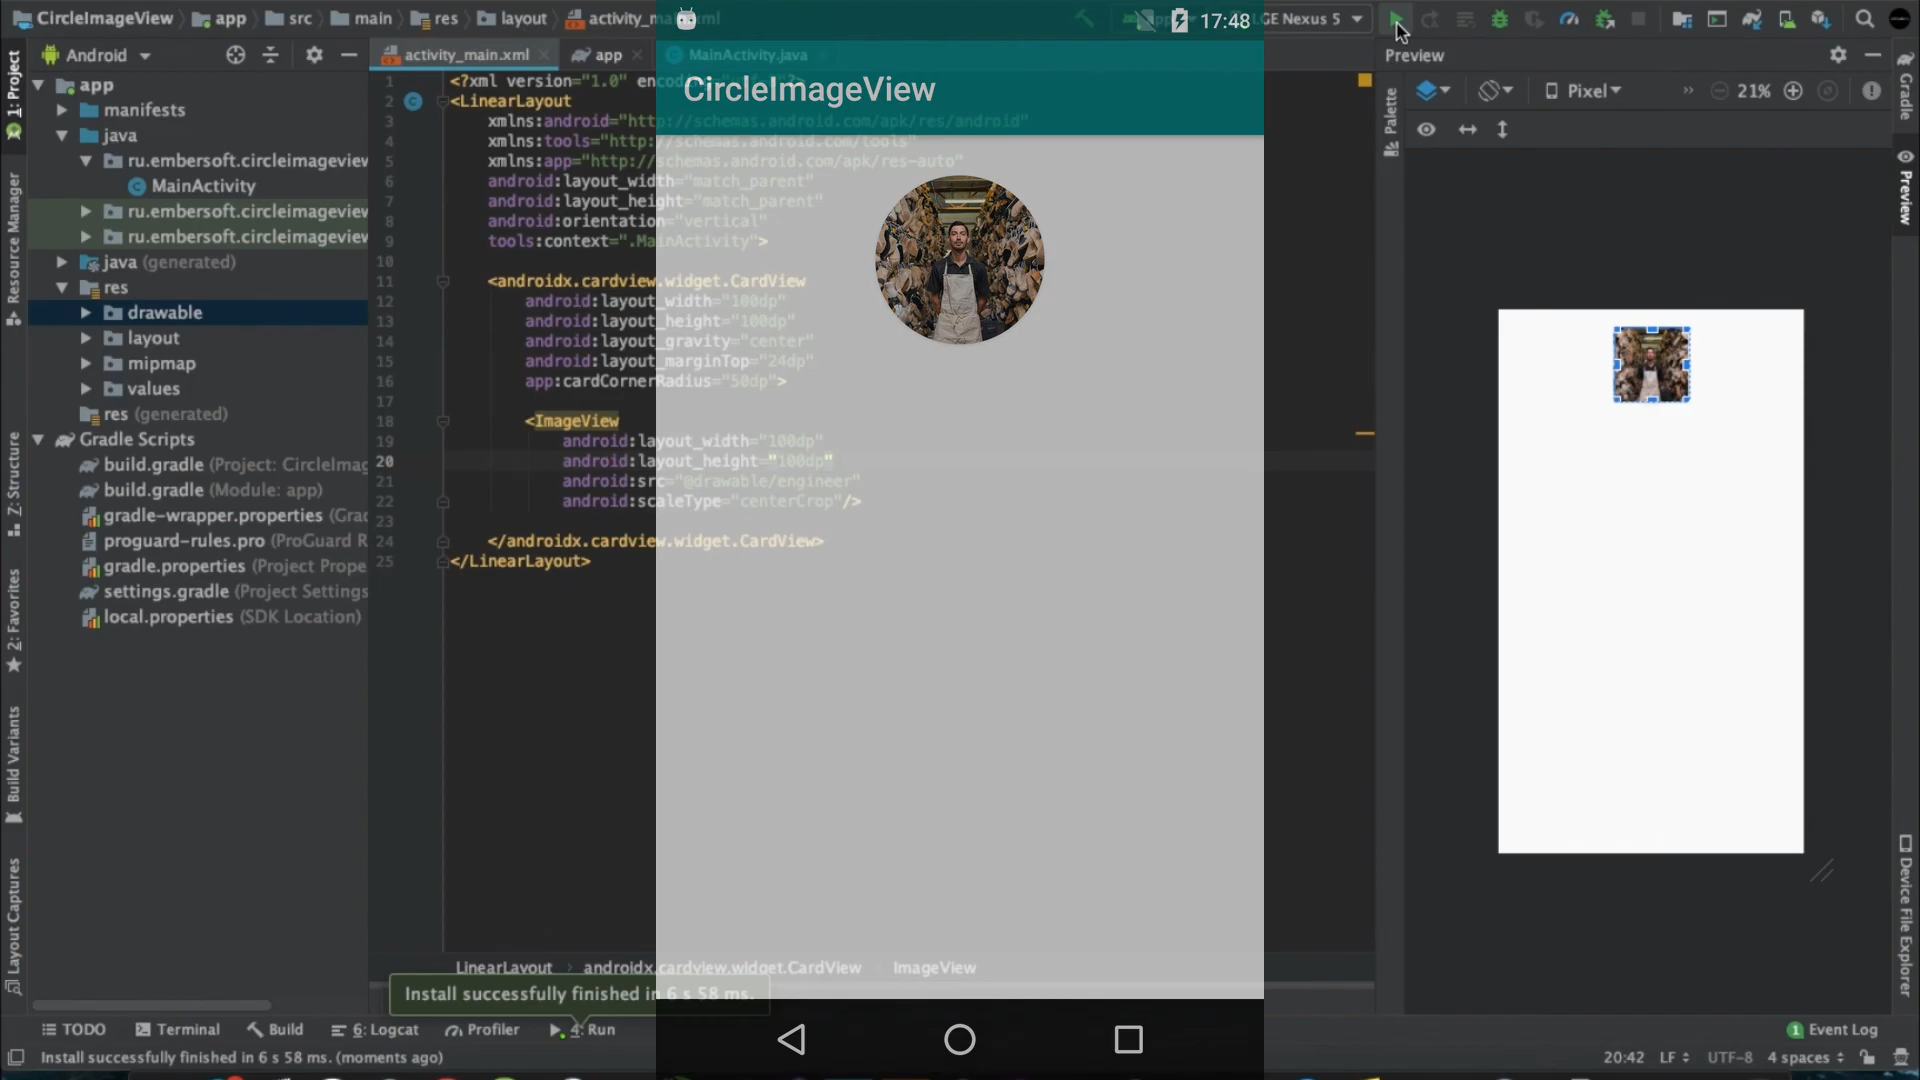 CircleImageView app src main res layout activity_ma ml
17:48
LGE Nexus 5
1: Project
Android
activity_main.xml
app
MainActivity.java
Preview
app
manifests
java
ru.embersoft.circleimageview
MainActivity
ru.embersoft.circleimageview
ru.embersoft.circleimageview
java (generated)
res
drawable
layout
mipmap
values
res (generated)
Gradle Scripts
build.gradle (Project: CircleImag
build.gradle (Module: app)
gradle-wrapper.properties (Grad
proguard-rules.pro (ProGuard R
gradle.properties (Project Prope
settings.gradle (Project Settings
local.properties (SDK Location)
Resource Manager
Z: Structure
2: Favorites
Build Variants
Layout Captures
CircleImageView
1 <?xml version="1.0" encod
2 <LinearLayout
3 xmlns:android="http://schemas.android.com/apk/res/android"
4 xmlns:tools="http://schemas.android.com/tools"
5 xmlns:app="http://schemas.android.com/apk/res-auto"
6 android:layout_width="match_parent"
7 android:layout_height="match_parent"
8 android:orientation="vertical"
9 tools:context=".MainActivity">
10
11 <androidx.cardview.widget.CardView
12 android:layout_width="100dp"
13 android:layout_height="100dp"
14 android:layout_gravity="center"
15 android:layout_marginTop="24dp"
16 app:cardCornerRadius="50dp">
17
18 <ImageView
19 android:layout_width="100dp"
20 android:layout_height="100dp"
21 android:src="@drawable/engineer"
22 android:scaleType="centerCrop"/>
23
24 </androidx.cardview.widget.CardView>
25 </LinearLayout>
Palette
Pixel
21%
Gradle
Preview
Device File Explorer
LinearLayout androidx.cardview.widget.CardView ImageView
Install successfully finished in 6 s 58 ms.
TODO Terminal Build 6: Logcat Profiler 4: Run
1 Event Log
Install successfully finished in 6 s 58 ms. (moments ago)
20:42 LF UTF-8 4 spaces